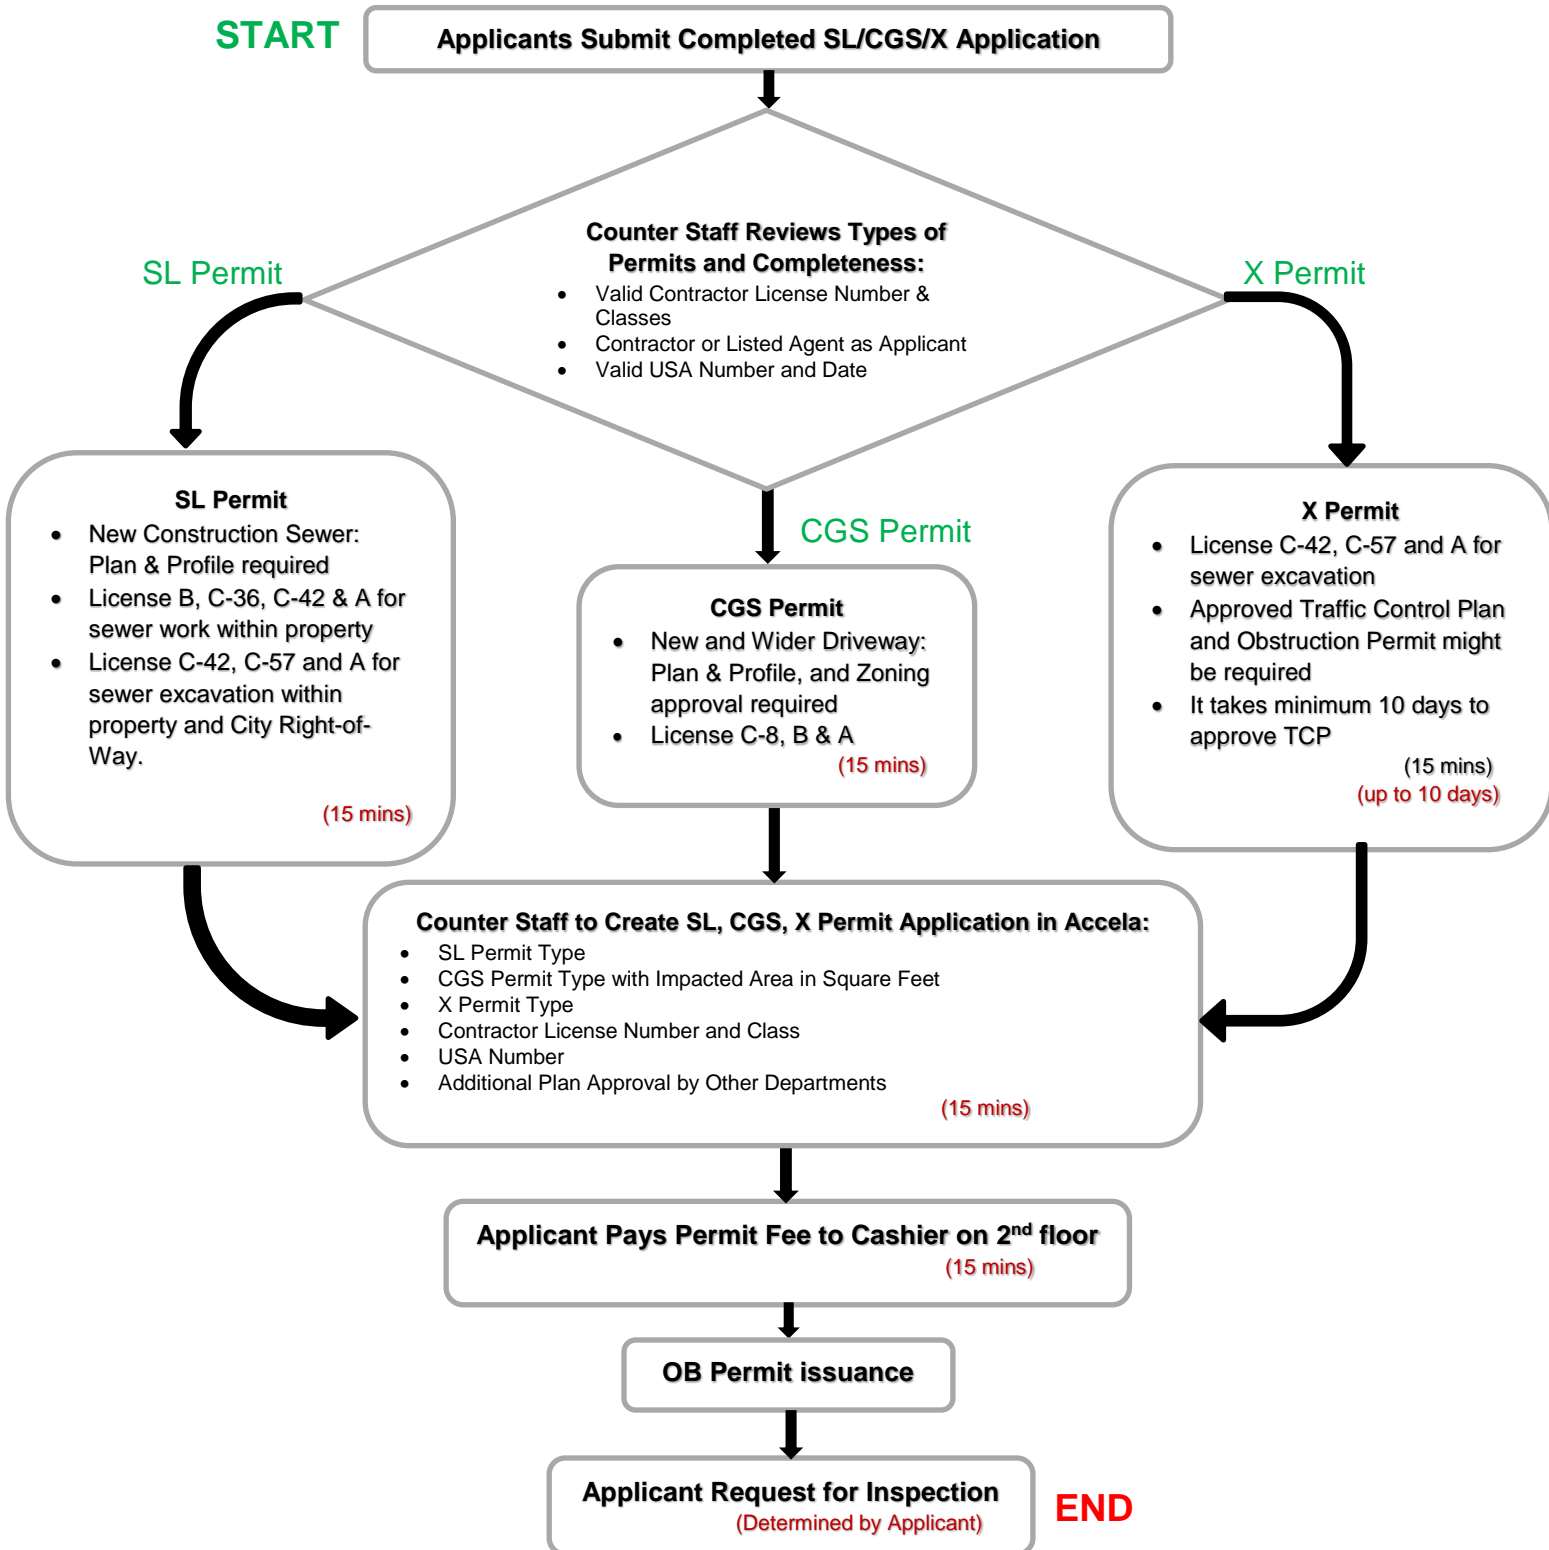 START
Applicants Submit Completed SL/CGS/X Application
Counter Staff Reviews Types of
Permits and Completeness:
• Valid Contractor License Number &
Classes
• Contractor or Listed Agent as Applicant
• Valid USA Number and Date
SL Permit
X Permit
CGS Permit
SL Permit
• New Construction Sewer:
Plan & Profile required
• License B, C-36, C-42 & A for
sewer work within property
• License C-42, C-57 and A for
sewer excavation within
property and City Right-of-
Way.
(15 mins)
CGS Permit
• New and Wider Driveway:
Plan & Profile, and Zoning
approval required
• License C-8, B & A
(15 mins)
X Permit
• License C-42, C-57 and A for
sewer excavation
• Approved Traffic Control Plan
and Obstruction Permit might
be required
• It takes minimum 10 days to
approve TCP
(15 mins)
(up to 10 days)
Counter Staff to Create SL, CGS, X Permit Application in Accela:
• SL Permit Type
• CGS Permit Type with Impacted Area in Square Feet
• X Permit Type
• Contractor License Number and Class
• USA Number
• Additional Plan Approval by Other Departments
(15 mins)
Applicant Pays Permit Fee to Cashier on 2nd floor
(15 mins)
OB Permit issuance
Applicant Request for Inspection
(Determined by Applicant)
END